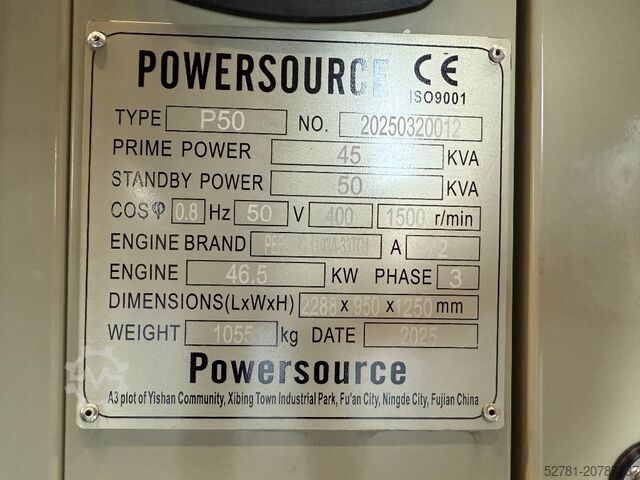 POWERSOURCE CE
ISO9001
TYPE P50 NO. 20250320012
PRIME POWER 45 KVA
STANDBY POWER 50 KVA
COSφ 0.8 Hz 50 V 400 1500 r/min
ENGINE BRAND A 72
ENGINE 46.5 KW PHASE 3
DIMENSIONS(LxWxH) 2288 x 950 x 1250 mm
WEIGHT 1055 kg DATE 2025
Powersource
A3 plot of Yishan Community, Xibing Town Industrial Park, Fu'an City, Ningde City, Fujian China